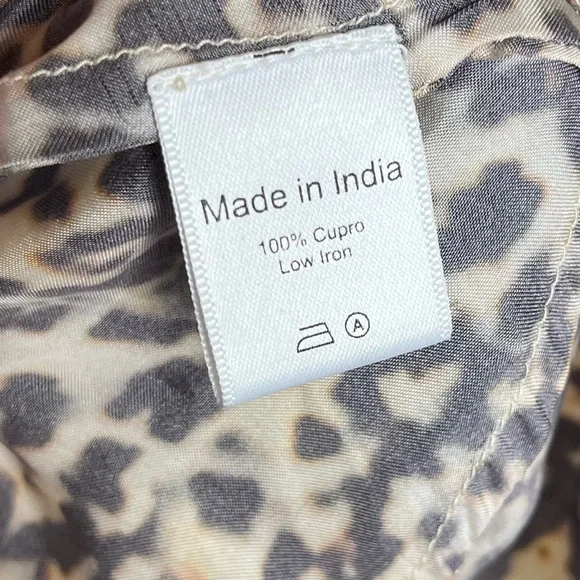 Made in India
100% Cupro
Low Iron
A